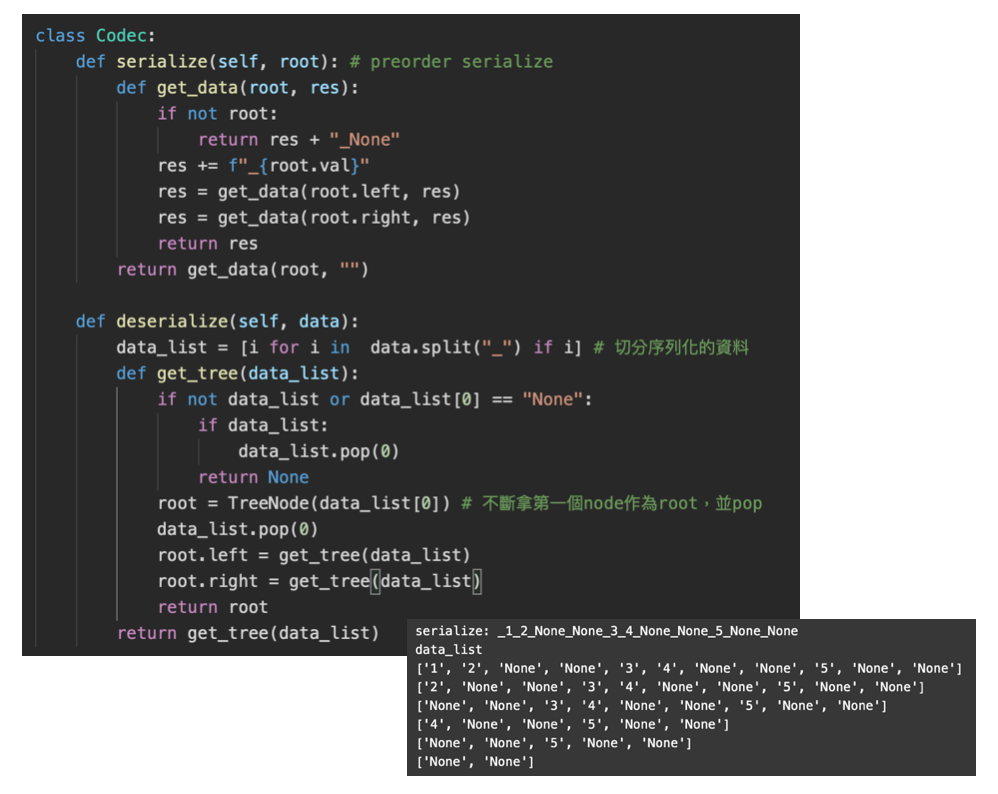 class Codec:
    def serialize(self, root): # preorder serialize
        def get_data(root, res):
            if not root:
                return res + "_None"
            res += f"_{root.val}"
            res = get_data(root.left, res)
            res = get_data(root.right, res)
            return res
        return get_data(root, "")

    def deserialize(self, data):
        data_list = [i for i in  data.split("_") if i] # 切分序列化的資料
        def get_tree(data_list):
            if not data_list or data_list[0] == "None":
                if data_list:
                    data_list.pop(0)
                return None
            root = TreeNode(data_list[0]) # 不斷拿第一個node作為root，並pop
            data_list.pop(0)
            root.left = get_tree(data_list)
            root.right = get_tree(data_list)
            return root
        return get_tree(data_list)
serialize: _1_2_None_None_3_4_None_None_5_None_None
data_list
['1', '2', 'None', 'None', '3', '4', 'None', 'None', '5', 'None', 'None']
['2', 'None', 'None', '3', '4', 'None', 'None', '5', 'None', 'None']
['None', 'None', '3', '4', 'None', 'None', '5', 'None', 'None']
['4', 'None', 'None', '5', 'None', 'None']
['None', 'None', '5', 'None', 'None']
['None', 'None']